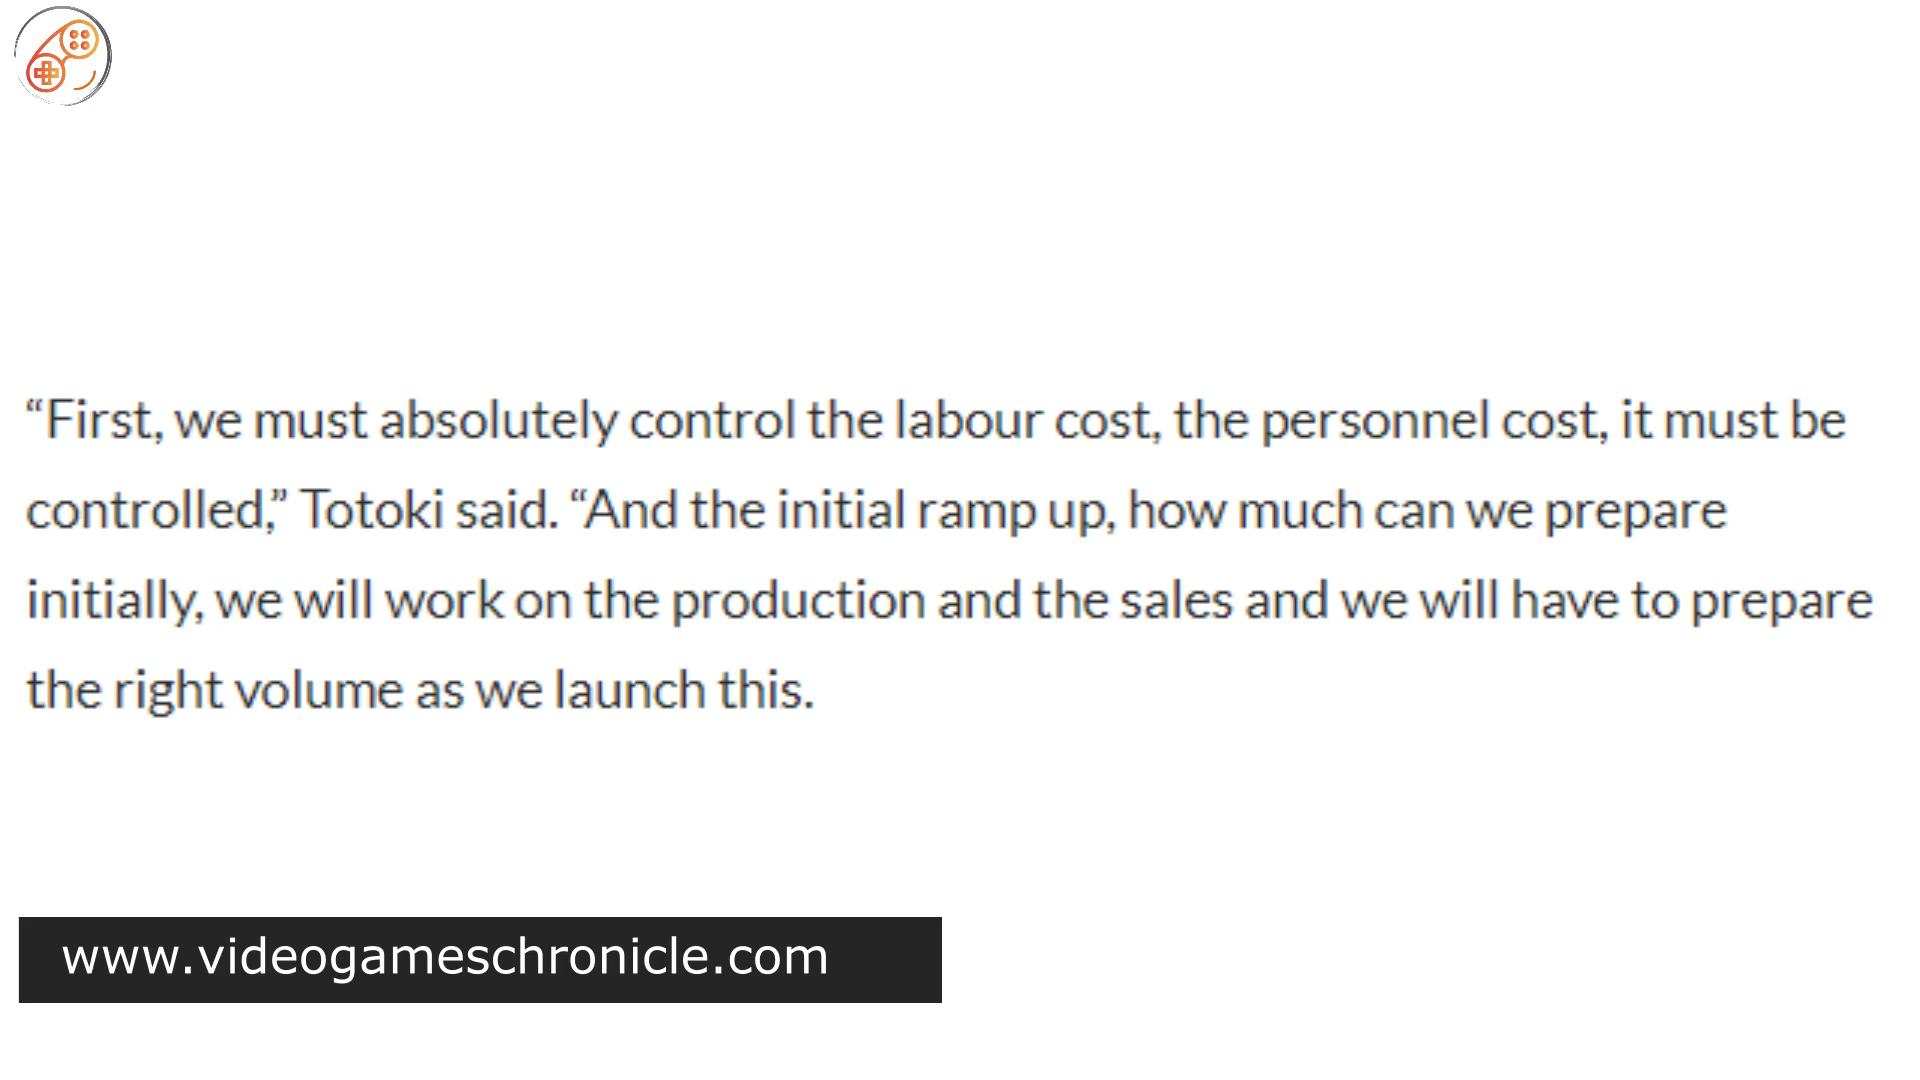 “First, we must absolutely control the labour cost, the personnel cost, it must be
controlled,” Totoki said. “And the initial ramp up, how much can we prepare
initially, we will work on the production and the sales and we will have to prepare
the right volume as we launch this.
www.videogameschronicle.com